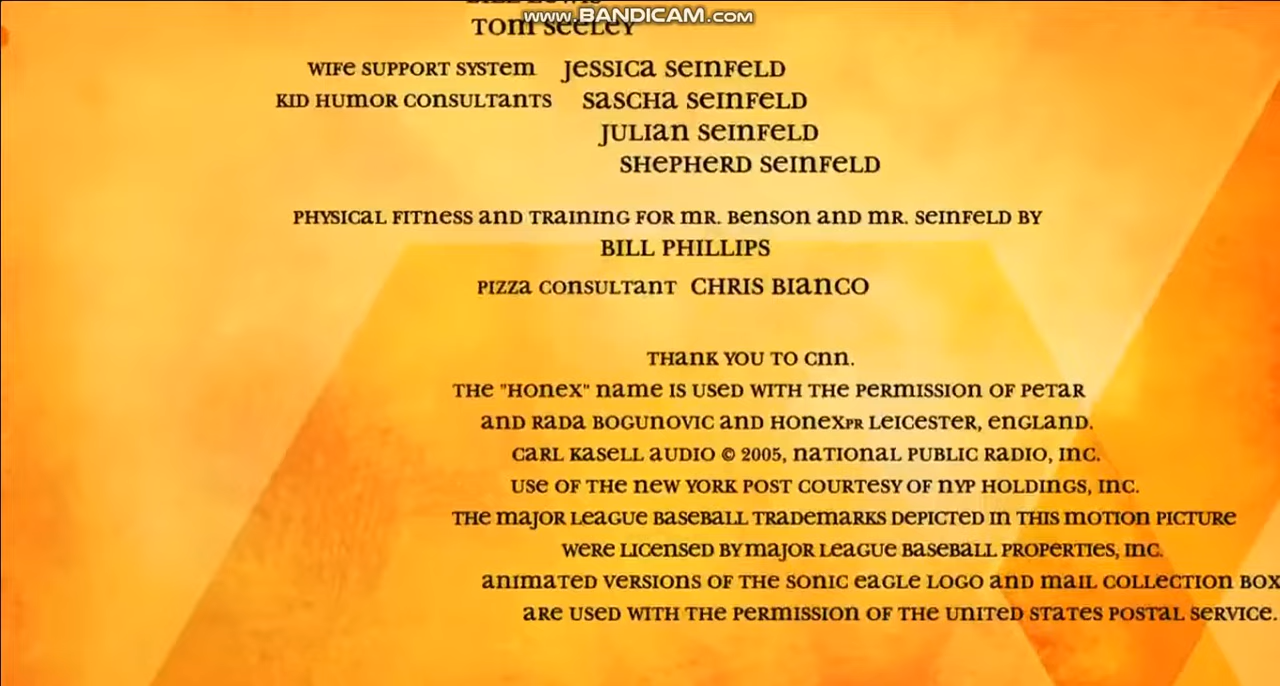 www.BANDICAM.com
TOM SEELEY
WIFE SUPPORT SYSTEM JESSICA SEINFELD
KID HUMOR CONSULTANTS SASCHA SEINFELD
JULIAN SEINFELD
SHEPHERD SEINFELD
PHYSICAL FITNESS AND TRAINING FOR MR. BENSON AND MR. SEINFELD BY
BILL PHILLIPS
PIZZA CONSULTANT CHRIS BIANCO
THANK YOU TO CNN.
THE "HONEX" NAME IS USED WITH THE PERMISSION OF PETAR
AND RADA BOGUNOVIC AND HONEXPR LEICESTER, ENGLAND.
CARL KASELL AUDIO © 2005, NATIONAL PUBLIC RADIO, INC.
USE OF THE NEW YORK POST COURTESY OF NYP HOLDINGS, INC.
THE MAJOR LEAGUE BASEBALL TRADEMARKS DEPICTED IN THIS MOTION PICTURE
WERE LICENSED BY MAJOR LEAGUE BASEBALL PROPERTIES, INC.
ANIMATED VERSIONS OF THE SONIC EAGLE LOGO AND MAIL COLLECTION BOX
ARE USED WITH THE PERMISSION OF THE UNITED STATES POSTAL SERVICE.